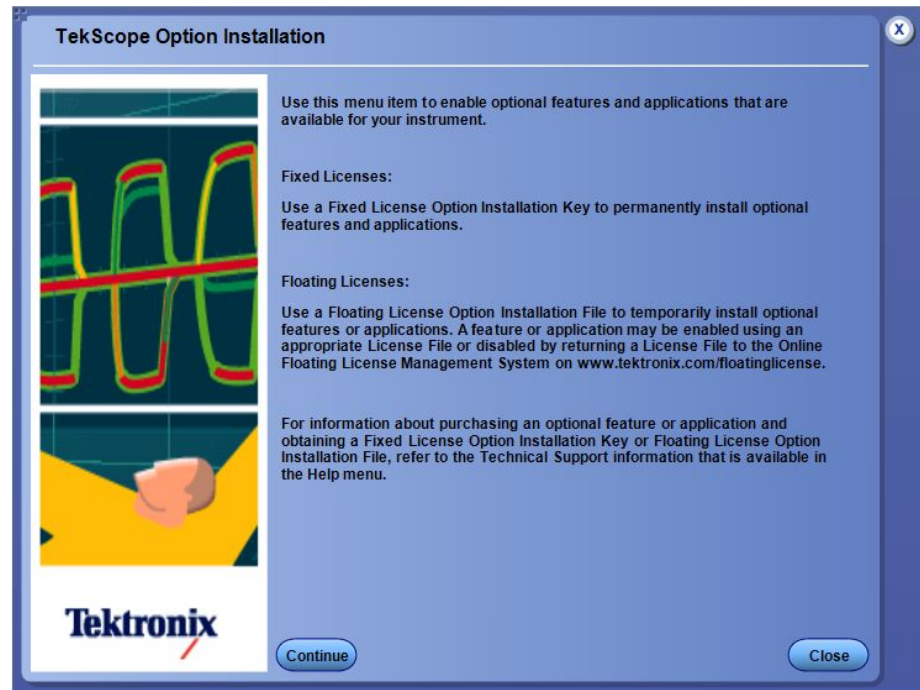 TekScope Option Installation
X
Use this menu item to enable optional features and applications that are
available for your instrument.
Fixed Licenses:
Use a Fixed License Option Installation Key to permanently install optional
features and applications.
Floating Licenses:
Use a Floating License Option Installation File to temporarily install optional
features or applications. A feature or application may be enabled using an
appropriate License File or disabled by returning a License File to the Online
Floating License Management System on www.tektronix.com/floatinglicense.
For information about purchasing an optional feature or application and
obtaining a Fixed License Option Installation Key or Floating License Option
Installation File, refer to the Technical Support information that is available in
the Help menu.
Tektronix
Continue
Close